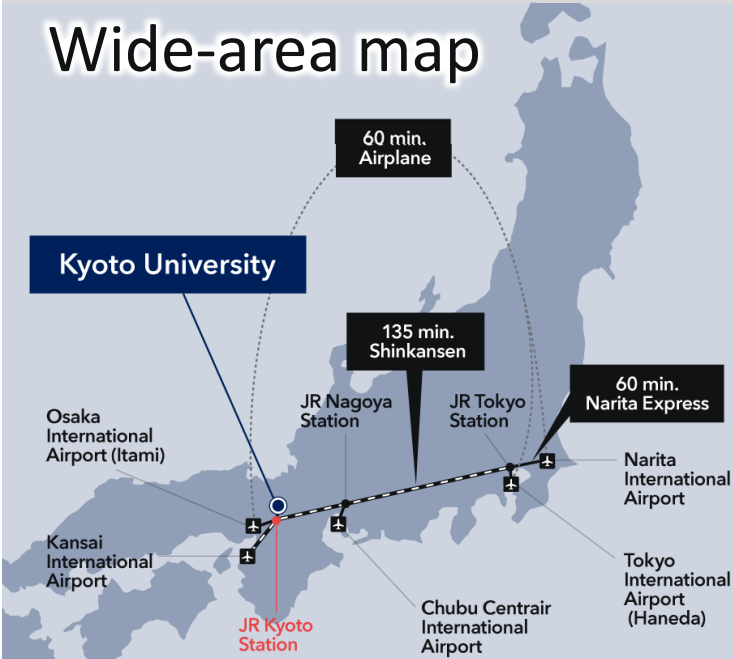 Wide-area map
60 min.
Airplane
Kyoto University
135 min.
Shinkansen
60 min.
Narita Express
JR Nagoya
Station
JR Tokyo
Station
Osaka
International
Airport (Itami)
Narita
International
Airport
Kansai
International
Airport
Tokyo
International
Airport
(Haneda)
Chubu Centrair
International
Airport
JR Kyoto
Station